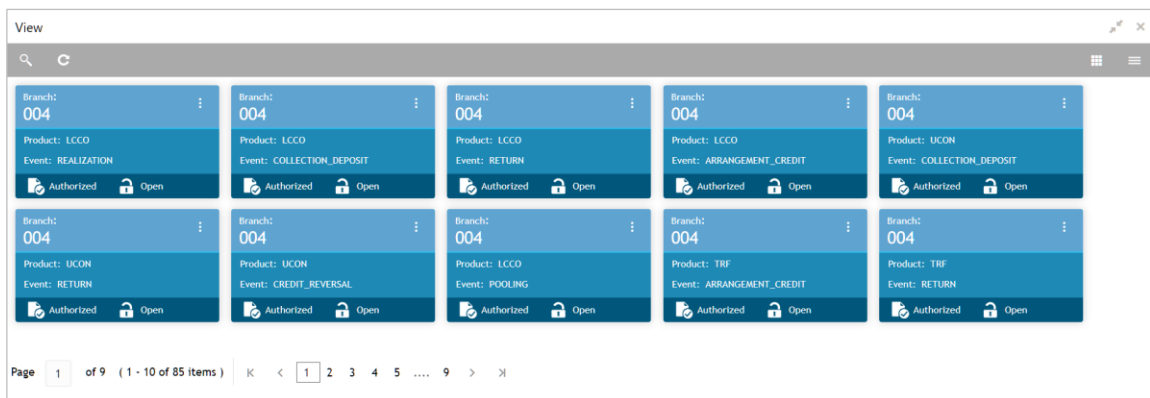 View
Branch:
004
Product: LCCO
Event: REALIZATION
Authorized Open
Branch:
004
Product: LCCO
Event: COLLECTION_DEPOSIT
Authorized Open
Branch:
004
Product: LCCO
Event: RETURN
Authorized Open
Branch:
004
Product: LCCO
Event: ARRANGEMENT_CREDIT
Authorized Open
Branch:
004
Product: UCON
Event: COLLECTION_DEPOSIT
Authorized Open
Branch:
004
Product: UCON
Event: RETURN
Authorized Open
Branch:
004
Product: UCON
Event: CREDIT_REVERSAL
Authorized Open
Branch:
004
Product: LCCO
Event: POOLING
Authorized Open
Branch:
004
Product: TRF
Event: ARRANGEMENT_CREDIT
Authorized Open
Branch:
004
Product: TRF
Event: RETURN
Authorized Open
Page 1 of 9 ( 1 - 10 of 85 items ) 1 2 3 4 5 .... 9